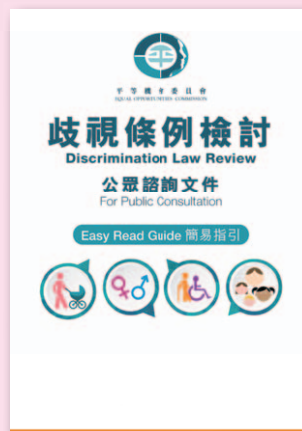 平等機會委員會
EQUAL OPPORTUNITIES COMMISSION
歧視條例檢討
Discrimination Law Review
公眾諮詢文件
For Public Consultation
Easy Read Guide 簡易指引